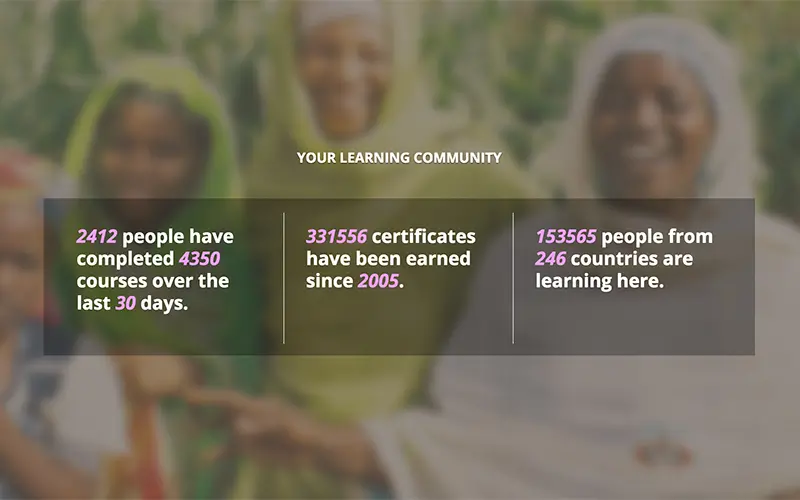 YOUR LEARNING COMMUNITY
2412 people have
completed 4350
courses over the
last 30 days.
331556 certificates
have been earned
since 2005.
153565 people from
246 countries are
learning here.